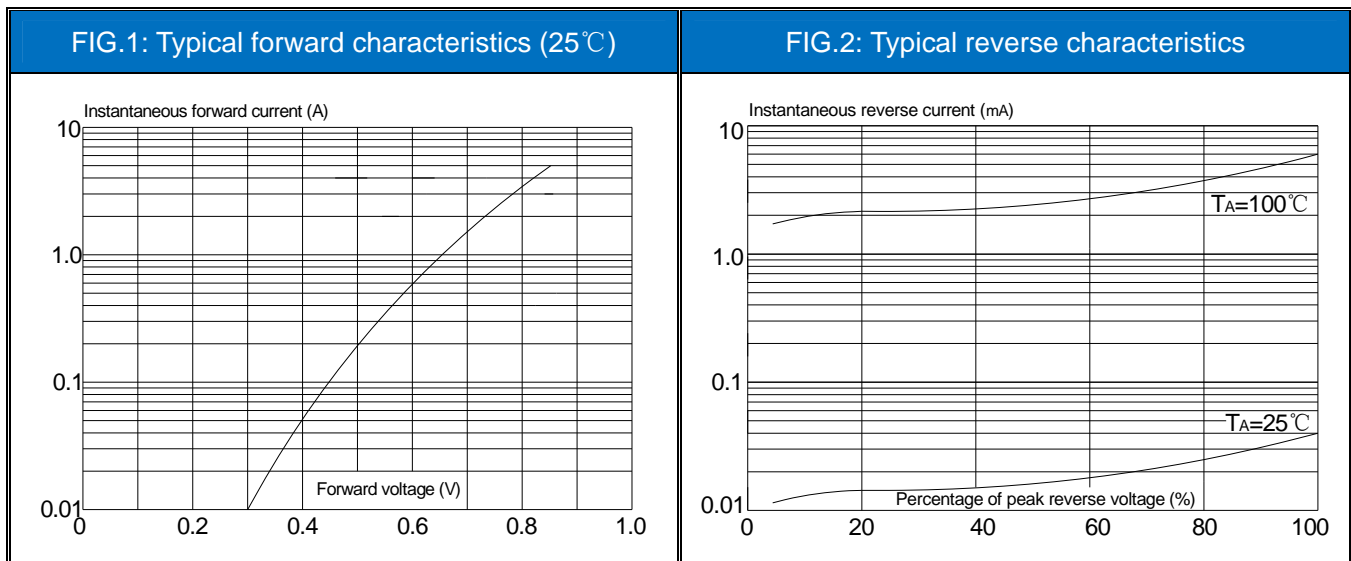 FIG.1: Typical forward characteristics (25℃)
Instantaneous forward current (A)
10
1.0
0.1
0.01
Forward voltage (V)
0
0.2
0.4
0.6
0.8
1.0
FIG.2: Typical reverse characteristics
Instantaneous reverse current (mA)
10
TA=100℃
1.0
0.1
TA=25℃
0.01
Percentage of peak reverse voltage (%)
0
20
40
60
80
100